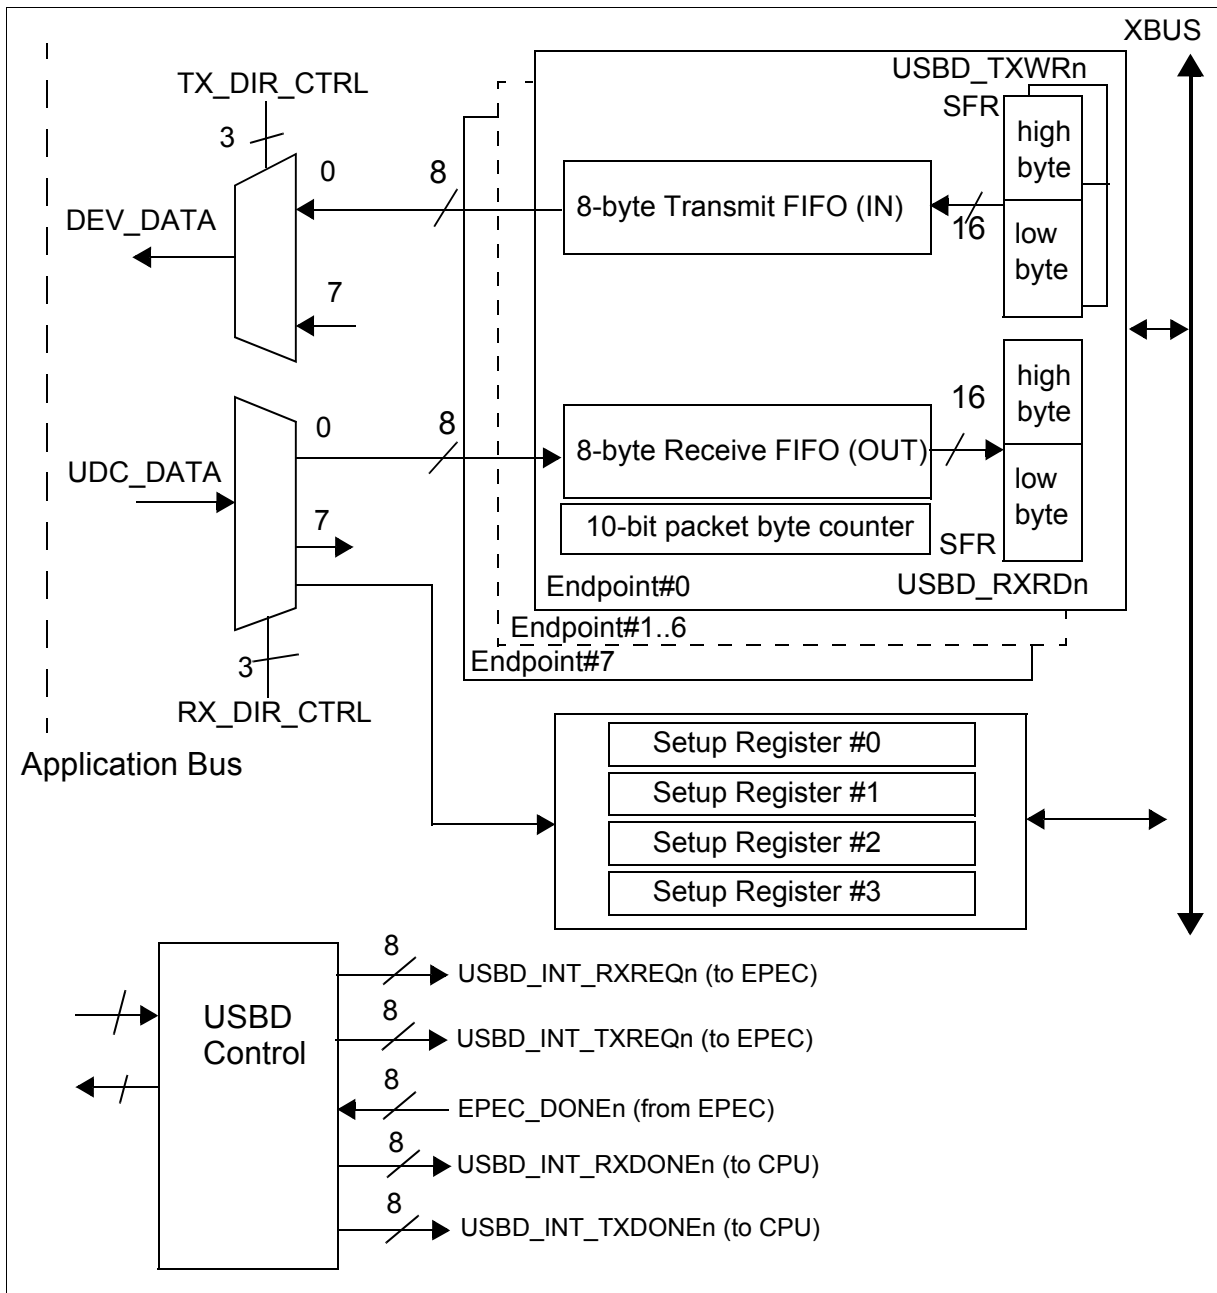 XBUS
USBD_TXWRn
TX_DIR_CTRL
SFR
3
high
byte
0
8
8-byte Transmit FIFO (IN)
16
DEV_DATA
low
byte
7
high
byte
16
0
8
8-byte Receive FIFO (OUT)
UDC_DATA
low
byte
7
10-bit packet byte counter
SFR
Endpoint#0
USBD_RXRDn
Endpoint#1..6
Endpoint#7
3
RX_DIR_CTRL
Application Bus
Setup Register #0
Setup Register #1
Setup Register #2
Setup Register #3
USBD
Control
8
USBD_INT_RXREQn (to EPEC)
8
USBD_INT_TXREQn (to EPEC)
8
EPEC_DONEn (from EPEC)
8
USBD_INT_RXDONEn (to CPU)
8
USBD_INT_TXDONEn (to CPU)